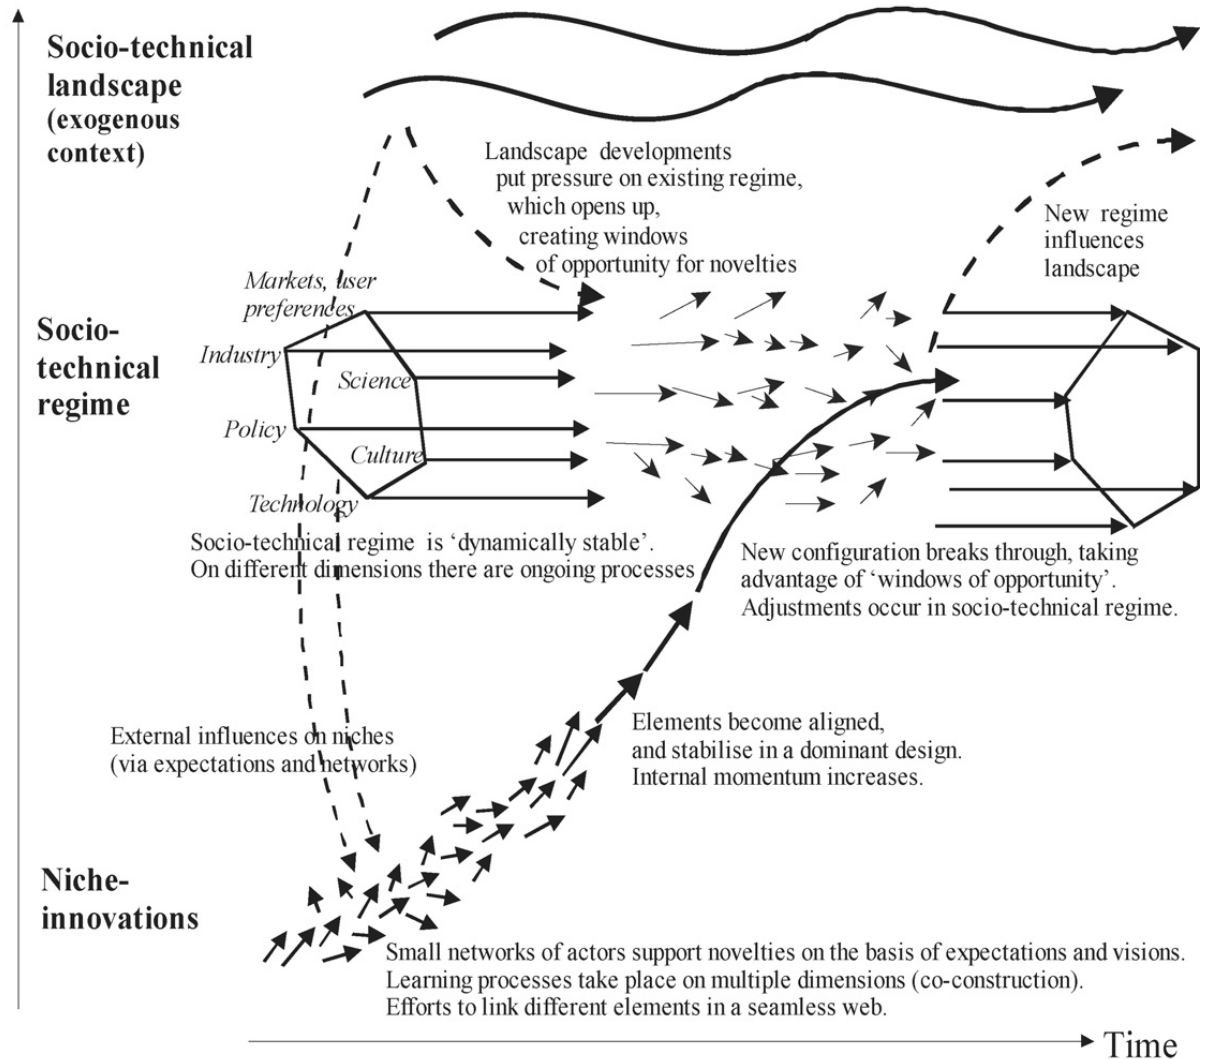 Socio-technical
landscape
(exogenous
context)
Landscape developments
put pressure on existing regime,
which opens up,
creating windows
of opportunity for novelties
New regime
influences
landscape
Markets, user
preferences
Socio-
technical
regime
Industry
Science
Policy
Culture
Technology
Socio-technical regime is ‘dynamically stable’.
On different dimensions there are ongoing processes
New configuration breaks through, taking
advantage of ‘windows of opportunity’.
Adjustments occur in socio-technical regime.
External influences on niches
(via expectations and networks)
Elements become aligned,
and stabilise in a dominant design.
Internal momentum increases.
Niche-
innovations
Small networks of actors support novelties on the basis of expectations and visions.
Learning processes take place on multiple dimensions (co-construction).
Efforts to link different elements in a seamless web.
Time